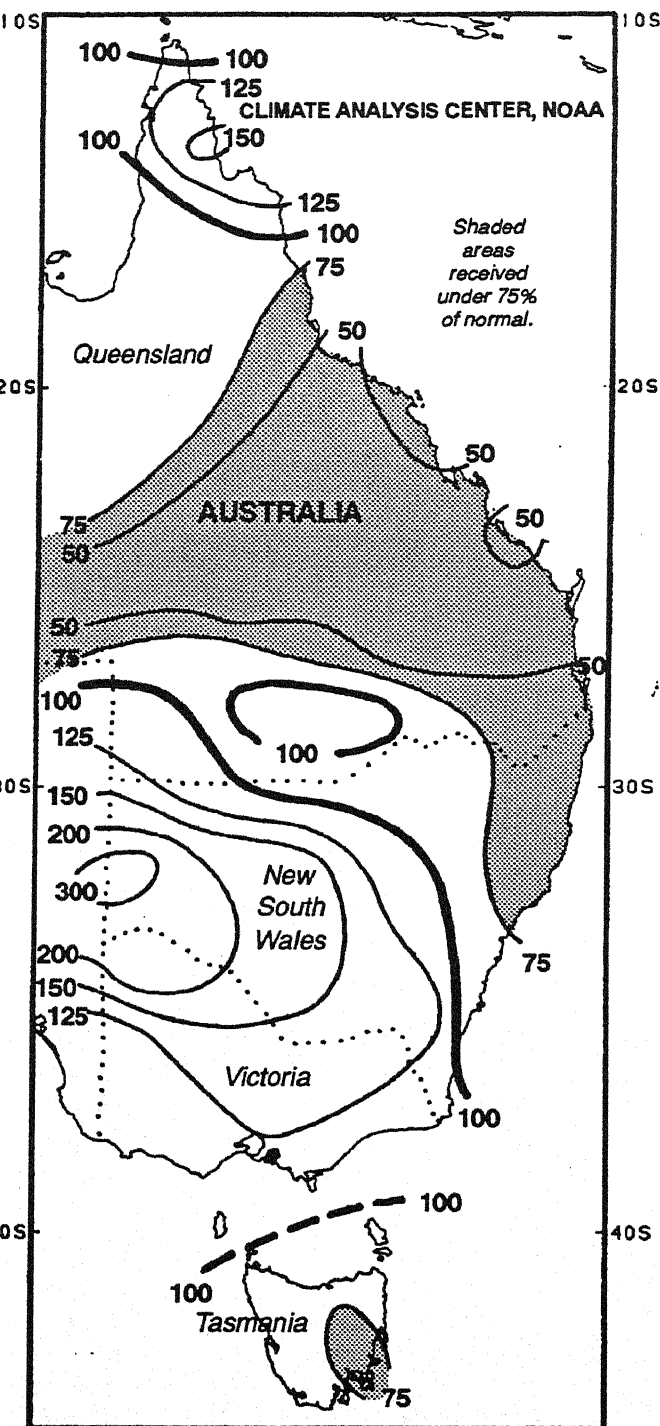 10S
10S
100
100
125
CLIMATE ANALYSIS CENTER, NOAA
150
100
125
100
Shaded
areas
received
under 75%
of normal.
75
50
Queensland
20S
20S
50
AUSTRALIA
75
50
50
50
75
50
100
100
125
30S
30S
150
200
300
New
South
Wales
200
75
150
125
Victoria
100
100
0S
40S
100
Tasmania
75